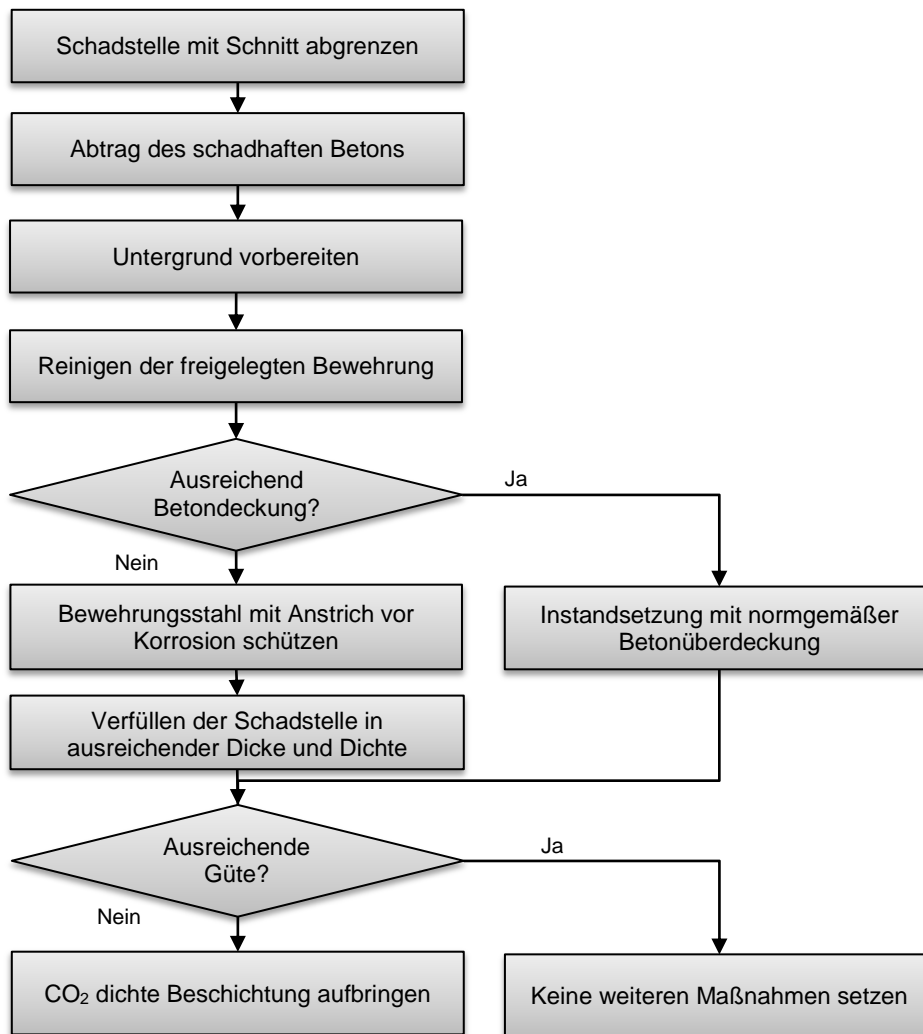 Schadstelle mit Schnitt abgrenzen
Abtrag des schadhaften Betons
Untergrund vorbereiten
Reinigen der freigelegten Bewehrung
Ausreichend
Betondeckung?
Ja
Nein
Bewehrungsstahl mit Anstrich vor
Korrosion schützen
Instandsetzung mit normgemäßer
Betonüberdeckung
Verfüllen der Schadstelle in
ausreichender Dicke und Dichte
Ausreichende
Güte?
Ja
Nein
CO₂ dichte Beschichtung aufbringen
Keine weiteren Maßnahmen setzen